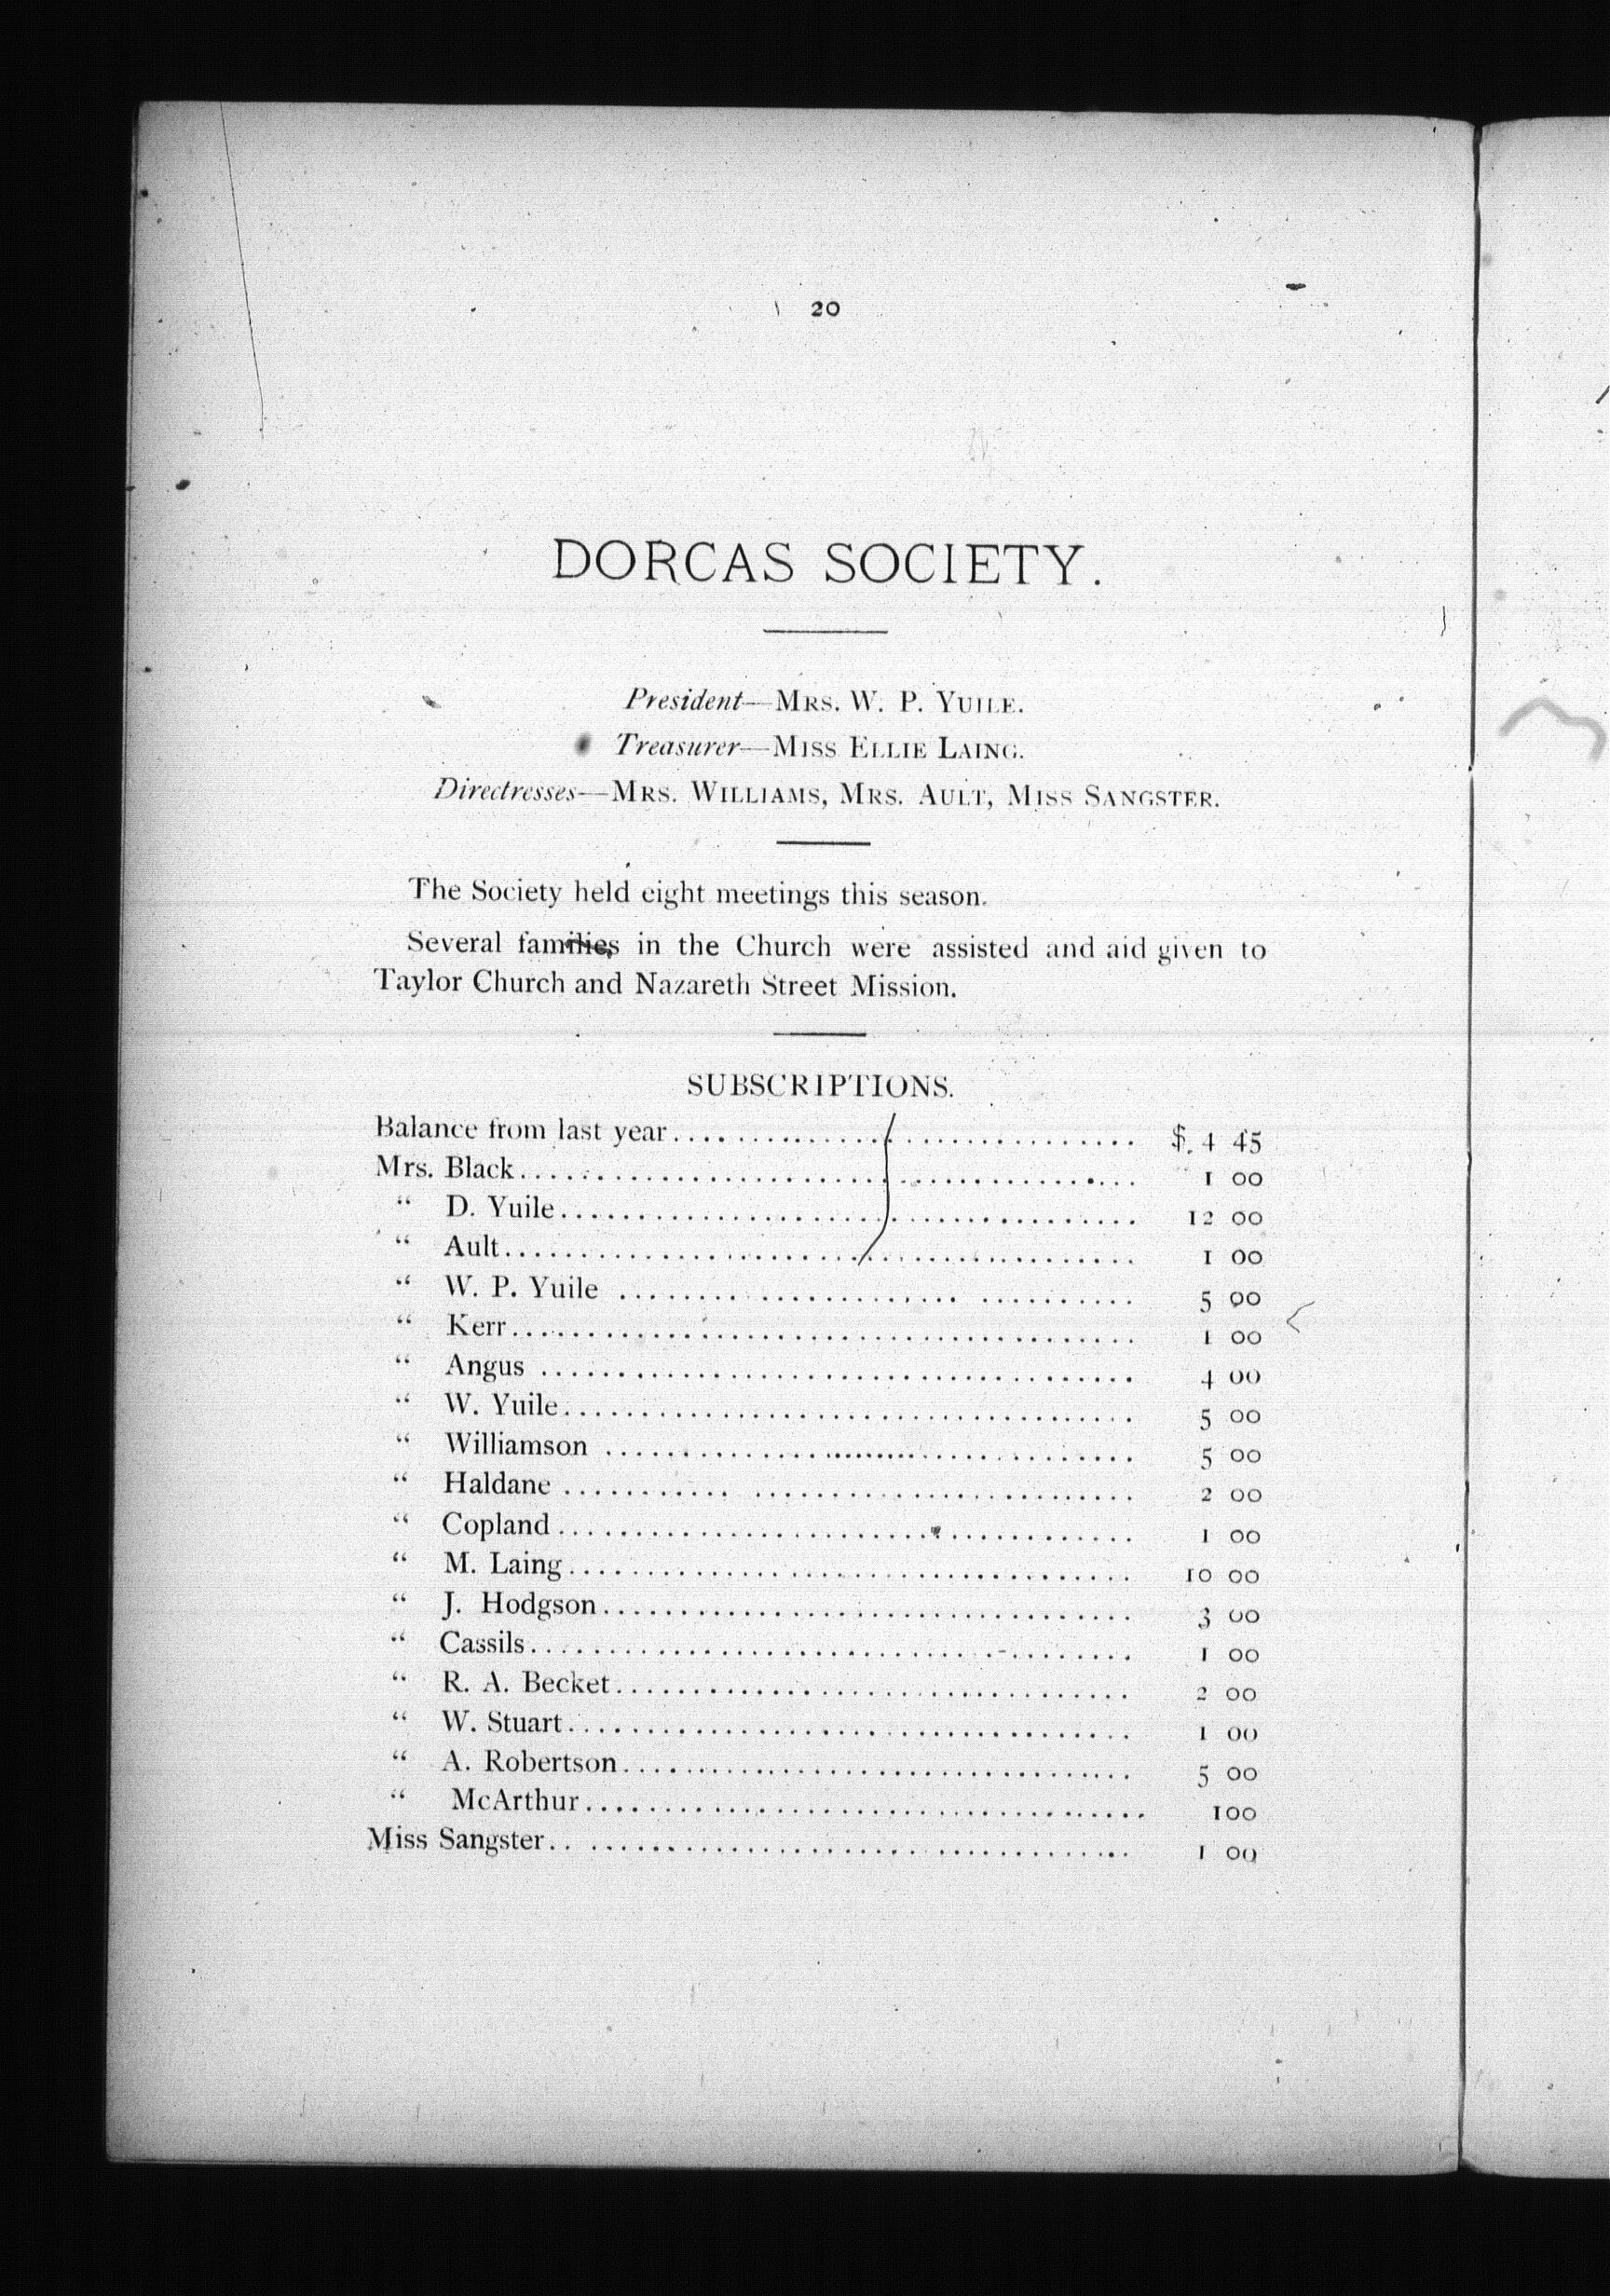 20
DORCAS SOCIETY.
President—MRS. W. P. YUILE.
Treasurer—MISS ELLIE LAING.
Directresses—MRS. WILLIAMS, MRS. AULT, MISS SANGSTER.
The Society held eight meetings this season.
Several families in the Church were assisted and aid given to
Taylor Church and Nazareth Street Mission.
SUBSCRIPTIONS.
Balance from last year.............................. $ 4 45
Mrs. Black........................................ 1 00
“ D. Yuile..................................... 12 00
“ Ault......................................... 1 00
“ W. P. Yuile ................................. 5 00
“ Kerr........................................ 1 00
“ Angus ...................................... 4 00
“ W. Yuile..................................... 5 00
“ Williamson .................................. 5 00
“ Haldane .................................... 2 00
“ Copland..................................... 1 00
“ M. Laing..................................... 10 00
“ J. Hodgson................................... 3 00
“ Cassils....................................... 1 00
“ R. A. Becket.................................. 2 00
“ W. Stuart..................................... 1 00
“ A. Robertson.................................. 5 00
“ McArthur..................................... 100
Miss Sangster.. .................................. 1 00